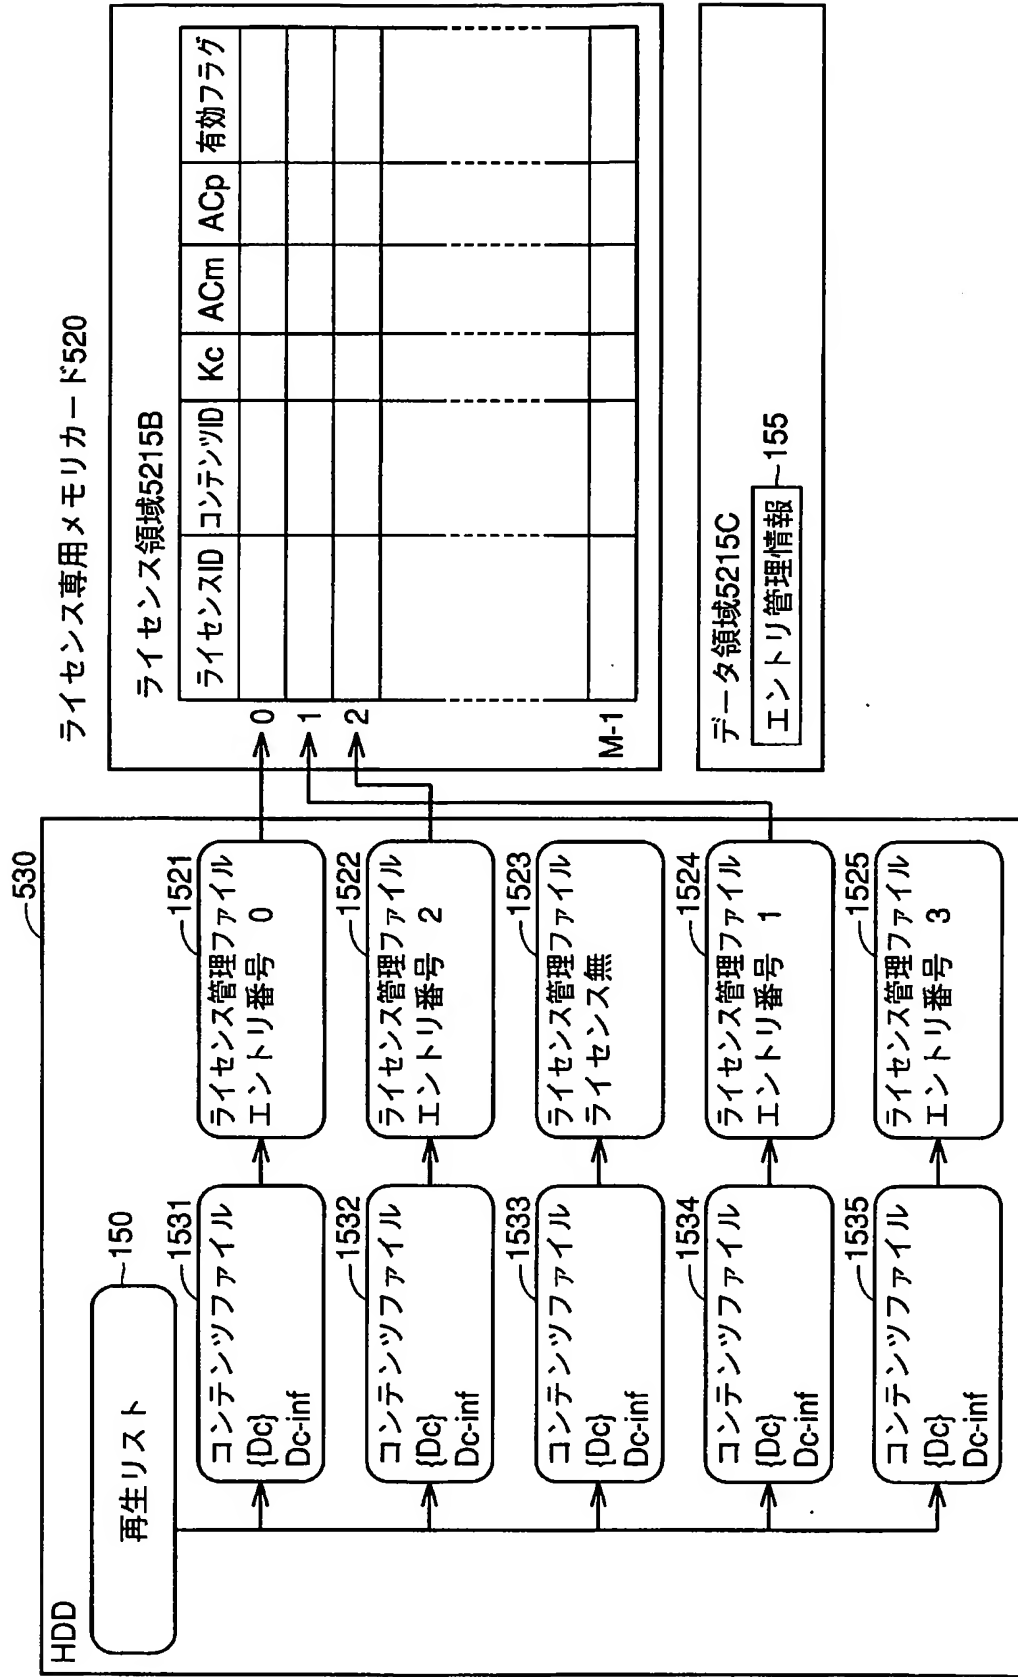 HDD
530
再生リスト
150
コンテンツファイル
{Dc}
Dc-inf
1531
ライセンス管理ファイル
エントリ番号 0
1521
コンテンツファイル
{Dc}
Dc-inf
1532
ライセンス管理ファイル
エントリ番号 2
1522
コンテンツファイル
{Dc}
Dc-inf
1533
ライセンス管理ファイル
ライセンス無
1523
コンテンツファイル
{Dc}
Dc-inf
1534
ライセンス管理ファイル
エントリ番号 1
1524
コンテンツファイル
{Dc}
Dc-inf
1535
ライセンス管理ファイル
エントリ番号 3
1525
ライセンス専用メモリカード520
ライセンス領域5215B
ライセンスID コンテンツID Kc ACm ACp 有効フラグ
0
1
2
M-1
データ領域5215C
エントリ管理情報
155